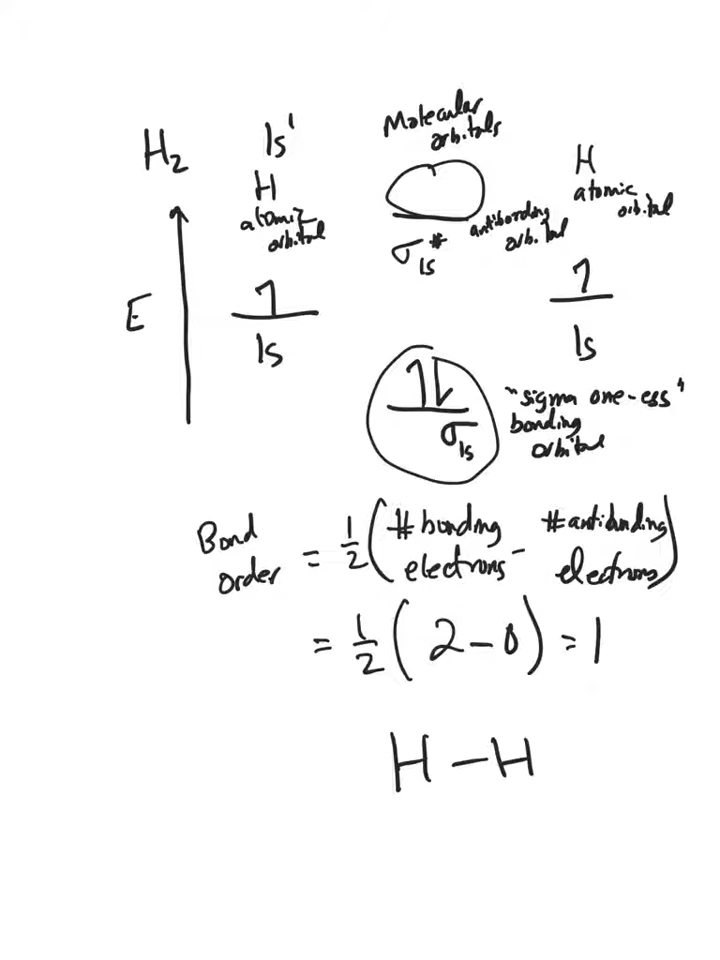 H₂ 1s¹
Molecular
orbitals
H
atomic
orbital
H
atomic
orbital
σ1s*
antibonding
orbital
E
↿
1s
↿
1s
↿⇂
σ1s
"sigma one-ess"
bonding
orbital
Bond
order
= 1/2 (# bonding electrons - # antibonding electrons)
= 1/2 (2 - 0) = 1
H - H